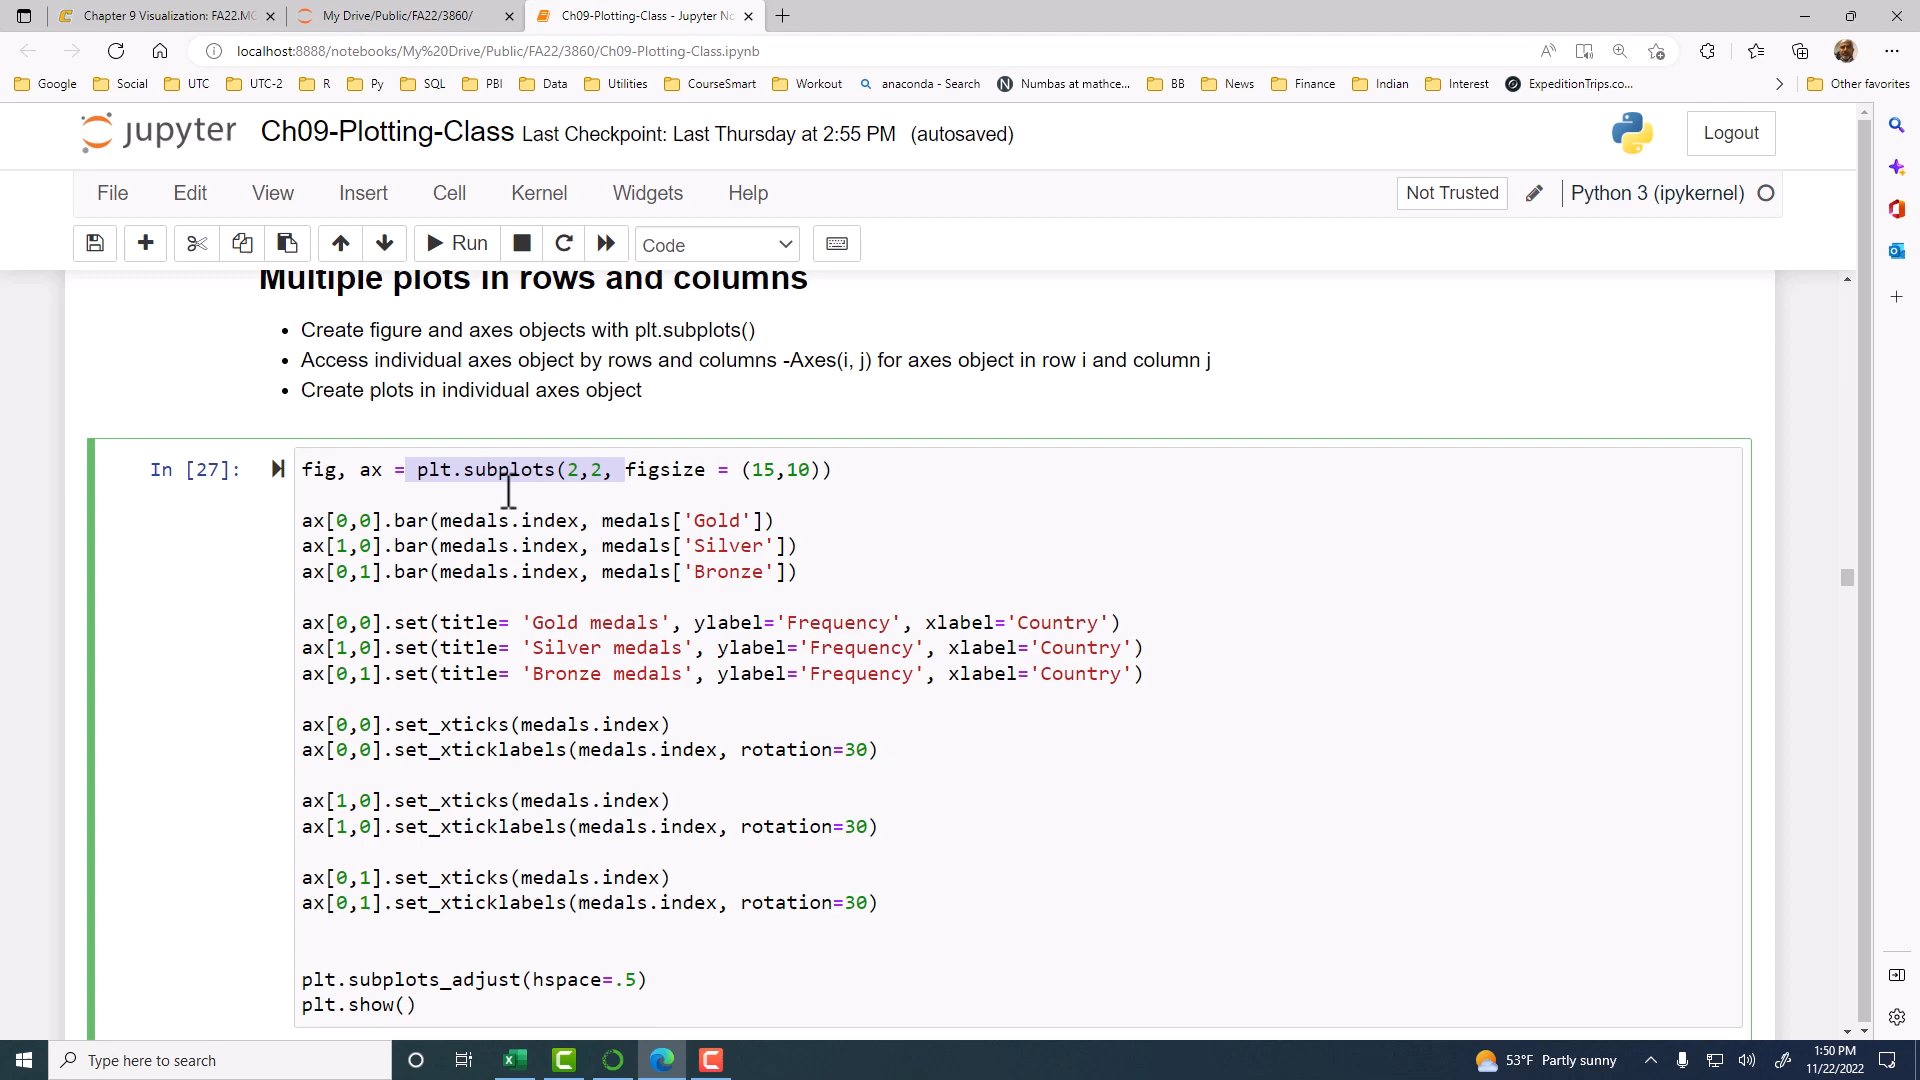 Chapter 9 Visualization: FA22.MG
My Drive/Public/FA22/3860/
Ch09-Plotting-Class - Jupyter No
localhost:8888/notebooks/My%20Drive/Public/FA22/3860/Ch09-Plotting-Class.ipynb
Google Social UTC UTC-2 R Py SQL PBI Data Utilities CourseSmart Workout anaconda - Search Numbas at mathce... BB News Finance Indian Interest ExpeditionTrips.co... Other favorites
jupyter Ch09-Plotting-Class Last Checkpoint: Last Thursday at 2:55 PM (autosaved) Logout
File Edit View Insert Cell Kernel Widgets Help Not Trusted Python 3 (ipykernel)
Run Code
Multiple plots in rows and columns
• Create figure and axes objects with plt.subplots()
• Access individual axes object by rows and columns -Axes(i, j) for axes object in row i and column j
• Create plots in individual axes object
In [27]: fig, ax = plt.subplots(2,2, figsize = (15,10))
ax[0,0].bar(medals.index, medals['Gold'])
ax[1,0].bar(medals.index, medals['Silver'])
ax[0,1].bar(medals.index, medals['Bronze'])
ax[0,0].set(title= 'Gold medals', ylabel='Frequency', xlabel='Country')
ax[1,0].set(title= 'Silver medals', ylabel='Frequency', xlabel='Country')
ax[0,1].set(title= 'Bronze medals', ylabel='Frequency', xlabel='Country')
ax[0,0].set_xticks(medals.index)
ax[0,0].set_xticklabels(medals.index, rotation=30)
ax[1,0].set_xticks(medals.index)
ax[1,0].set_xticklabels(medals.index, rotation=30)
ax[0,1].set_xticks(medals.index)
ax[0,1].set_xticklabels(medals.index, rotation=30)
plt.subplots_adjust(hspace=.5)
plt.show()
Type here to search
53°F Partly sunny
1:50 PM
11/22/2022